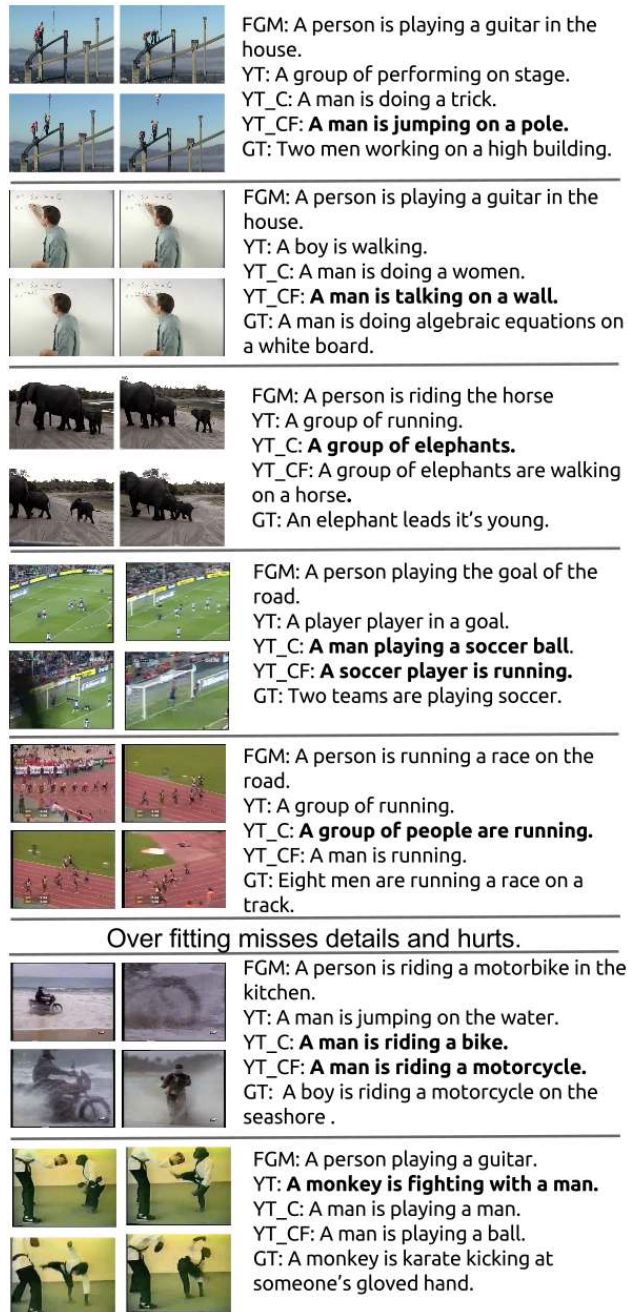 FGM: A person is playing a guitar in the
house.
YT: A group of performing on stage.
YT_C: A man is doing a trick.
YT_CF: A man is jumping on a pole.
GT: Two men working on a high building.
FGM: A person is playing a guitar in the
house.
YT: A boy is walking.
YT_C: A man is doing a women.
YT_CF: A man is talking on a wall.
GT: A man is doing algebraic equations on
a white board.
FGM: A person is riding the horse
YT: A group of running.
YT_C: A group of elephants.
YT_CF: A group of elephants are walking
on a horse.
GT: An elephant leads it's young.
FGM: A person playing the goal of the
road.
YT: A player player in a goal.
YT_C: A man playing a soccer ball.
YT_CF: A soccer player is running.
GT: Two teams are playing soccer.
FGM: A person is running a race on the
road.
YT: A group of running.
YT_C: A group of people are running.
YT_CF: A man is running.
GT: Eight men are running a race on a
track.
Over fitting misses details and hurts.
FGM: A person is riding a motorbike in the
kitchen.
YT: A man is jumping on the water.
YT_C: A man is riding a bike.
YT_CF: A man is riding a motorcycle.
GT: A boy is riding a motorcycle on the
seashore .
FGM: A person playing a guitar.
YT: A monkey is fighting with a man.
YT_C: A man is playing a man.
YT_CF: A man is playing a ball.
GT: A monkey is karate kicking at
someone's gloved hand.